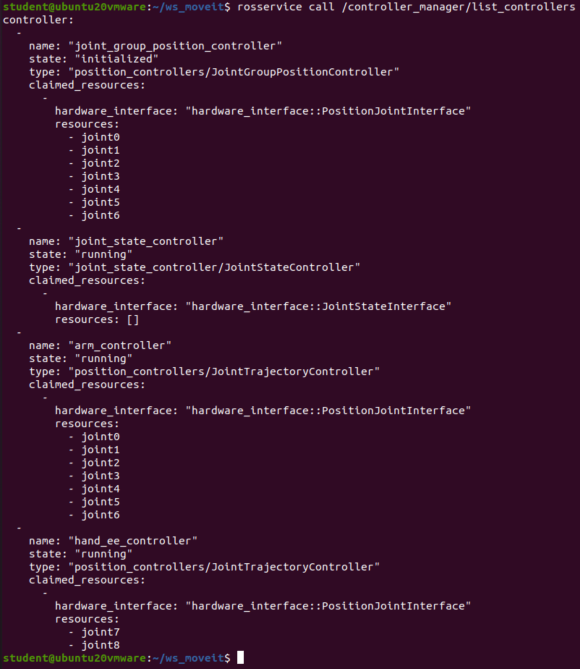 student@ubuntu20vmware:~/ws_moveit$ rosservice call /controller_manager/list_controllers
controller:
  -
    name: "joint_group_position_controller"
    state: "initialized"
    type: "position_controllers/JointGroupPositionController"
    claimed_resources:
      -
        hardware_interface: "hardware_interface::PositionJointInterface"
        resources:
          - joint0
          - joint1
          - joint2
          - joint3
          - joint4
          - joint5
          - joint6
  -
    name: "joint_state_controller"
    state: "running"
    type: "joint_state_controller/JointStateController"
    claimed_resources:
      -
        hardware_interface: "hardware_interface::JointStateInterface"
        resources: []
  -
    name: "arm_controller"
    state: "running"
    type: "position_controllers/JointTrajectoryController"
    claimed_resources:
      -
        hardware_interface: "hardware_interface::PositionJointInterface"
        resources:
          - joint0
          - joint1
          - joint2
          - joint3
          - joint4
          - joint5
          - joint6
  -
    name: "hand_ee_controller"
    state: "running"
    type: "position_controllers/JointTrajectoryController"
    claimed_resources:
      -
        hardware_interface: "hardware_interface::PositionJointInterface"
        resources:
          - joint7
          - joint8
student@ubuntu20vmware:~/ws_moveit$